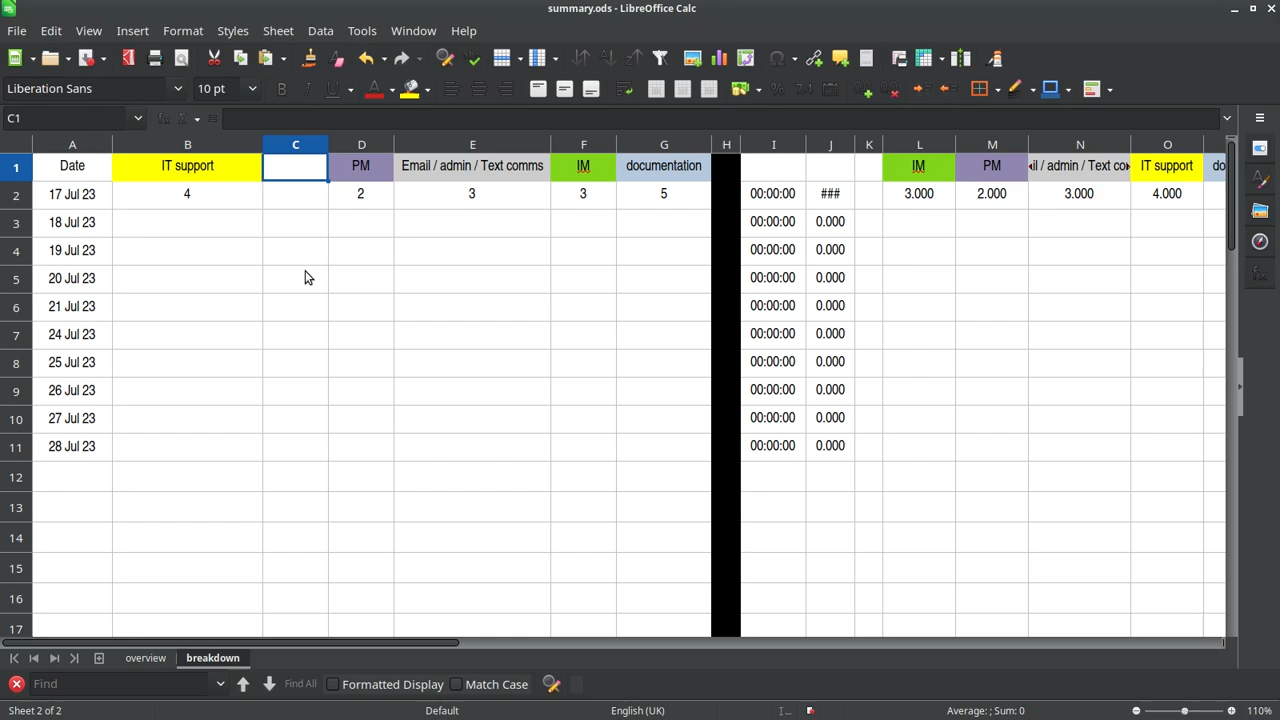 summary.ods - LibreOffice Calc
File Edit View Insert Format Styles Sheet Data Tools Window Help
Liberation Sans 10 pt
C1
A B C D E F G H I J K L M N O
1 Date IT support PM Email / admin / Text comms IM documentation IM PM il / admin / Text co IT support do
2 17 Jul 23 4 2 3 3 5 00:00:00 ### 3.000 2.000 3.000 4.000
3 18 Jul 23 00:00:00 0.000
4 19 Jul 23 00:00:00 0.000
5 20 Jul 23 00:00:00 0.000
6 21 Jul 23 00:00:00 0.000
7 24 Jul 23 00:00:00 0.000
8 25 Jul 23 00:00:00 0.000
9 26 Jul 23 00:00:00 0.000
10 27 Jul 23 00:00:00 0.000
11 28 Jul 23 00:00:00 0.000
12
13
14
15
16
17
overview breakdown
Find Find All Formatted Display Match Case
Sheet 2 of 2 Default English (UK) Average: ; Sum: 0 110%